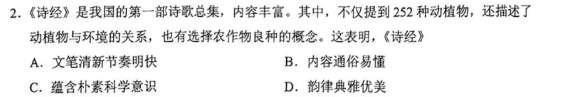 2.《诗经》是我国的第一部诗歌总集，内容丰富。其中，不仅提到 252 种动植物，还描述了
动植物与环境的关系，也有选择农作物良种的概念。这表明，《诗经》
A．文笔清新节奏明快 B．内容通俗易懂
C．蕴含朴素科学意识 D．韵律典雅优美